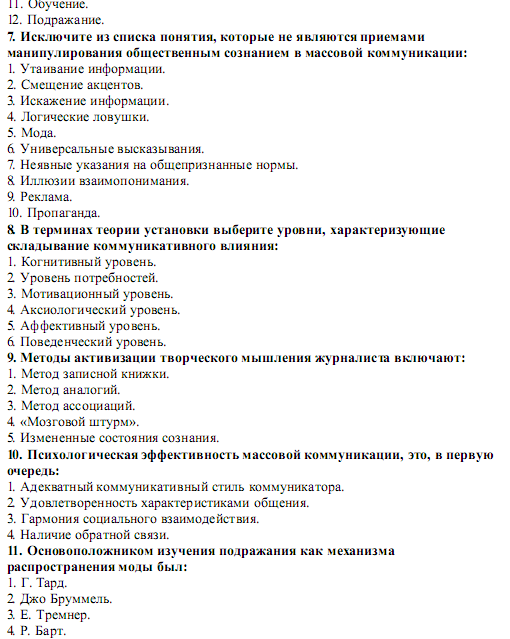 11. Обучение.
12. Подражание.
7. Исключите из списка понятия, которые не являются приемами
манипулирования общественным сознанием в массовой коммуникации:
1. Утаивание информации.
2. Смещение акцентов.
3. Искажение информации.
4. Логические ловушки.
5. Мода.
6. Универсальные высказывания.
7. Неявные указания на общепризнанные нормы.
8. Иллюзии взаимопонимания.
9. Реклама.
10. Пропаганда.
8. В терминах теории установки выберите уровни, характеризующие
складывание коммуникативного влияния:
1. Когнитивный уровень.
2. Уровень потребностей.
3. Мотивационный уровень.
4. Аксиологический уровень.
5. Аффективный уровень.
6. Поведенческий уровень.
9. Методы активизации творческого мышления журналиста включают:
1. Метод записной книжки.
2. Метод аналогий.
3. Метод ассоциаций.
4. «Мозговой штурм».
5. Измененные состояния сознания.
10. Психологическая эффективность массовой коммуникации, это, в первую
очередь:
1. Адекватный коммуникативный стиль коммуникатора.
2. Удовлетворенность характеристиками общения.
3. Гармония социального взаимодействия.
4. Наличие обратной связи.
11. Основоположником изучения подражания как механизма
распространения моды был:
1. Г. Тард.
2. Джо Бруммель.
3. Е. Тремнер.
4. Р. Барт.